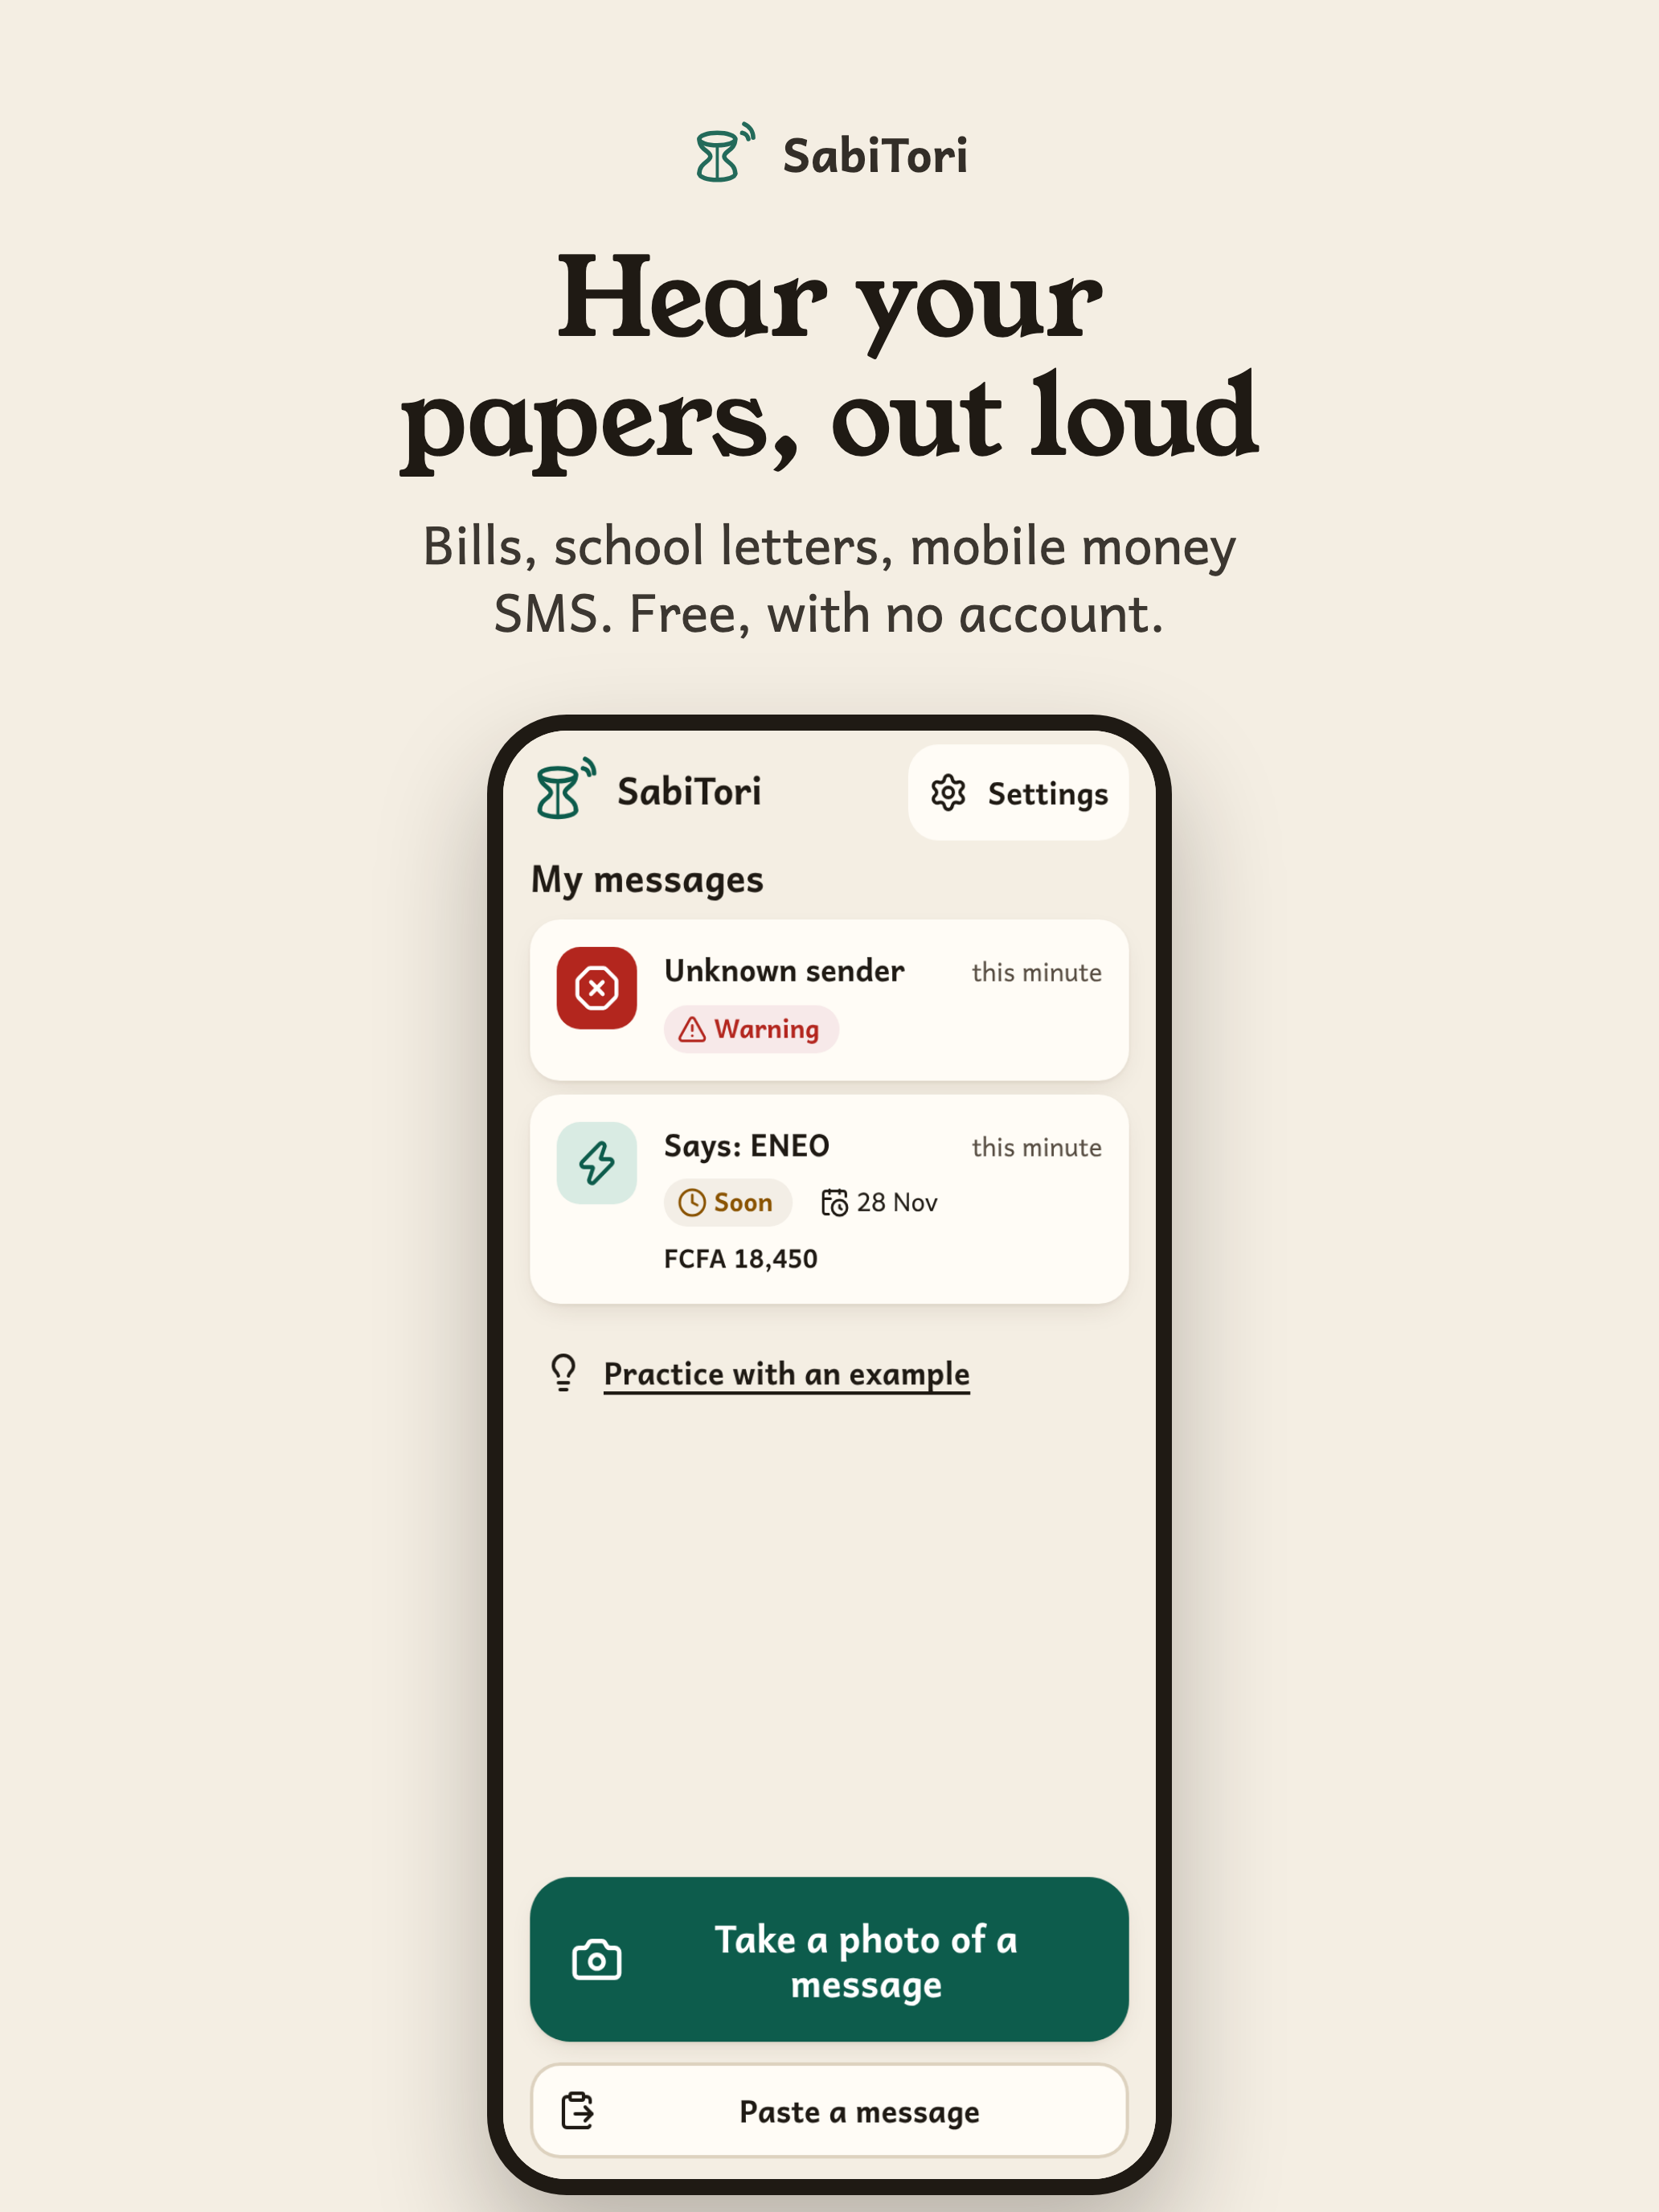 SabiTori
Hear your
papers, out loud
Bills, school letters, mobile money
SMS. Free, with no account.
SabiTori
Settings
My messages
Unknown sender
this minute
Warning
Says: ENEO
this minute
Soon
28 Nov
FCFA 18,450
Practice with an example
Take a photo of a
message
Paste a message